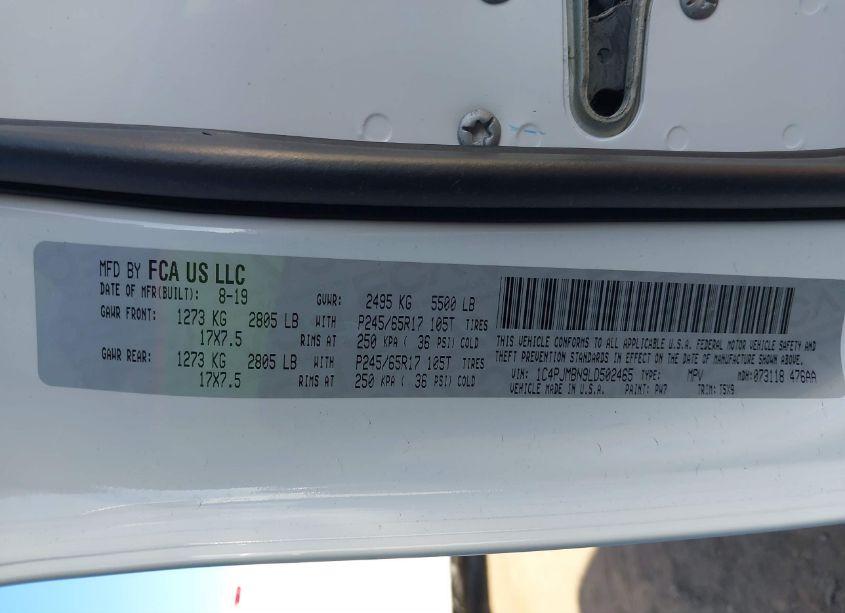 MFD BY FCA US LLC
DATE OF MFR(BUILT): 8-19 GVWR: 2495 KG 5500 LB
GAWR FRONT: 1273 KG 2805 LB WITH P245/65R17 105T TIRES
17X7.5 RIMS AT 250 KPA ( 36 PSI) COLD
GAWR REAR: 1273 KG 2805 LB WITH P245/65R17 105T TIRES
17X7.5 RIMS AT 250 KPA ( 36 PSI) COLD
THIS VEHICLE CONFORMS TO ALL APPLICABLE U.S.A. FEDERAL MOTOR VEHICLE SAFETY AND
THEFT PREVENTION STANDARDS IN EFFECT ON THE DATE OF MANUFACTURE SHOWN ABOVE.
VIN: 1C4PJMBN9LD502465 TYPE: MPV MDH: 073118 476AA
VEHICLE MADE IN U.S.A. PAINT: PW7 TRIM: T5X9